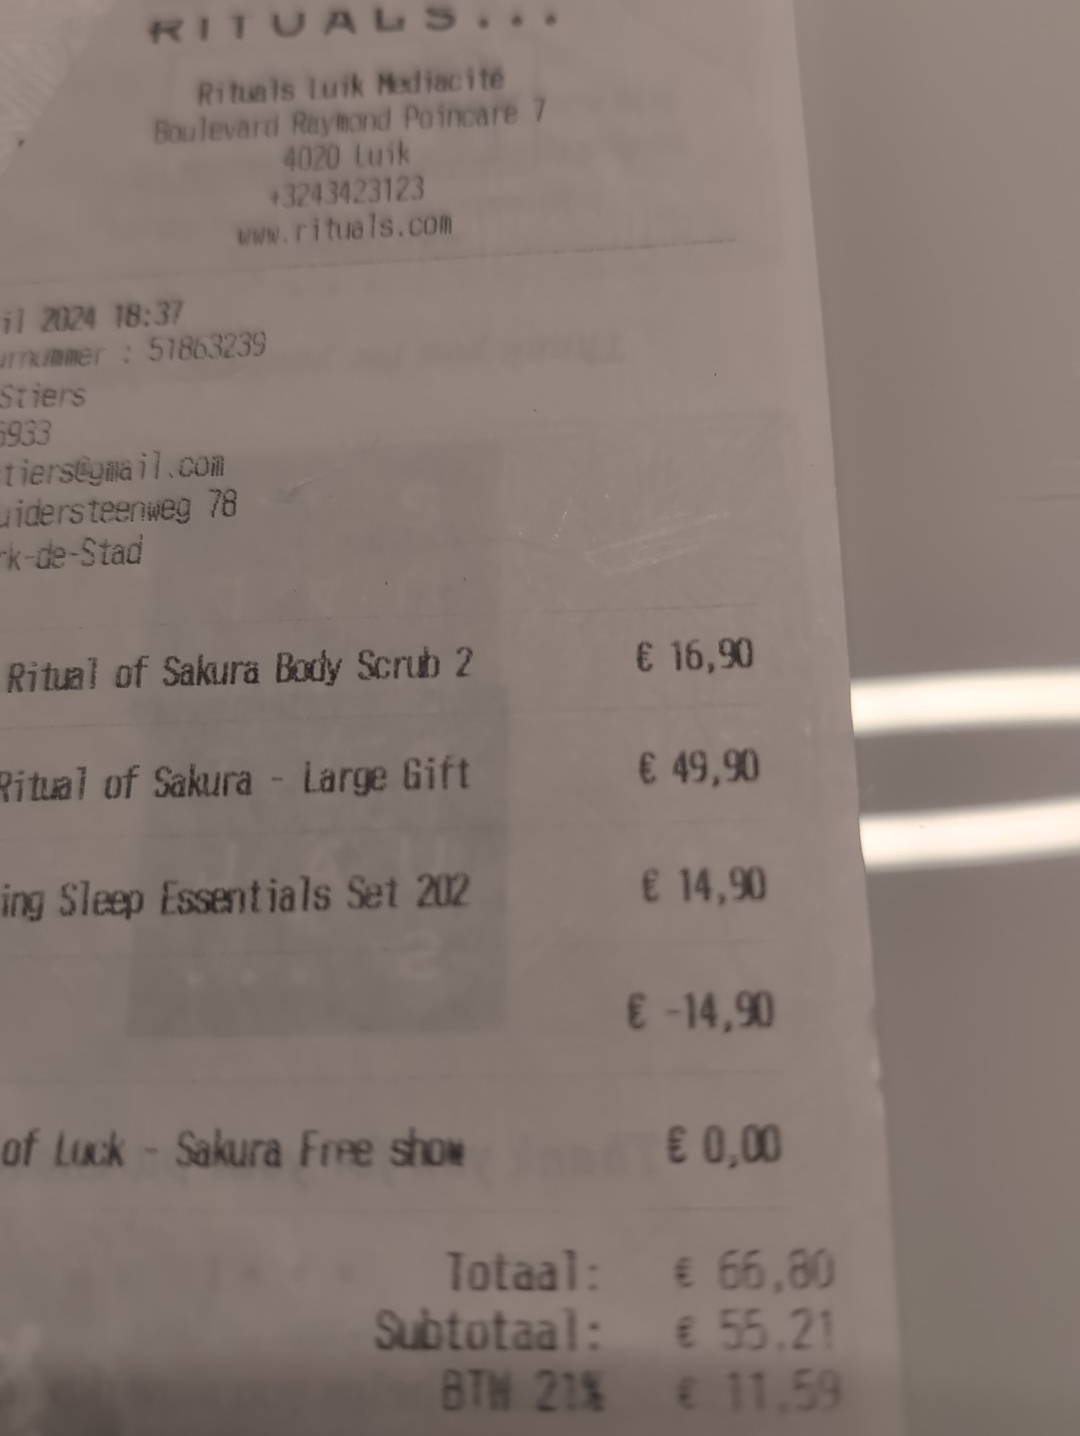 RITUALS...
Rituals Luik Mediacité
Boulevard Raymond Poincare 7
4020 Luik
+3243423123
www.rituals.com
il 2024 18:37
urnummer : 51863239
Stiers
6933
tiers@gmail.com
uidersteenweg 78
rk-de-Stad
Ritual of Sakura Body Scrub 2 € 16,90
Ritual of Sakura - Large Gift € 49,90
ing Sleep Essentials Set 202 € 14,90
€ -14,90
of Luck - Sakura Free show € 0,00
Totaal: € 66,80
Subtotaal: € 55.21
BTW 21% € 11,59